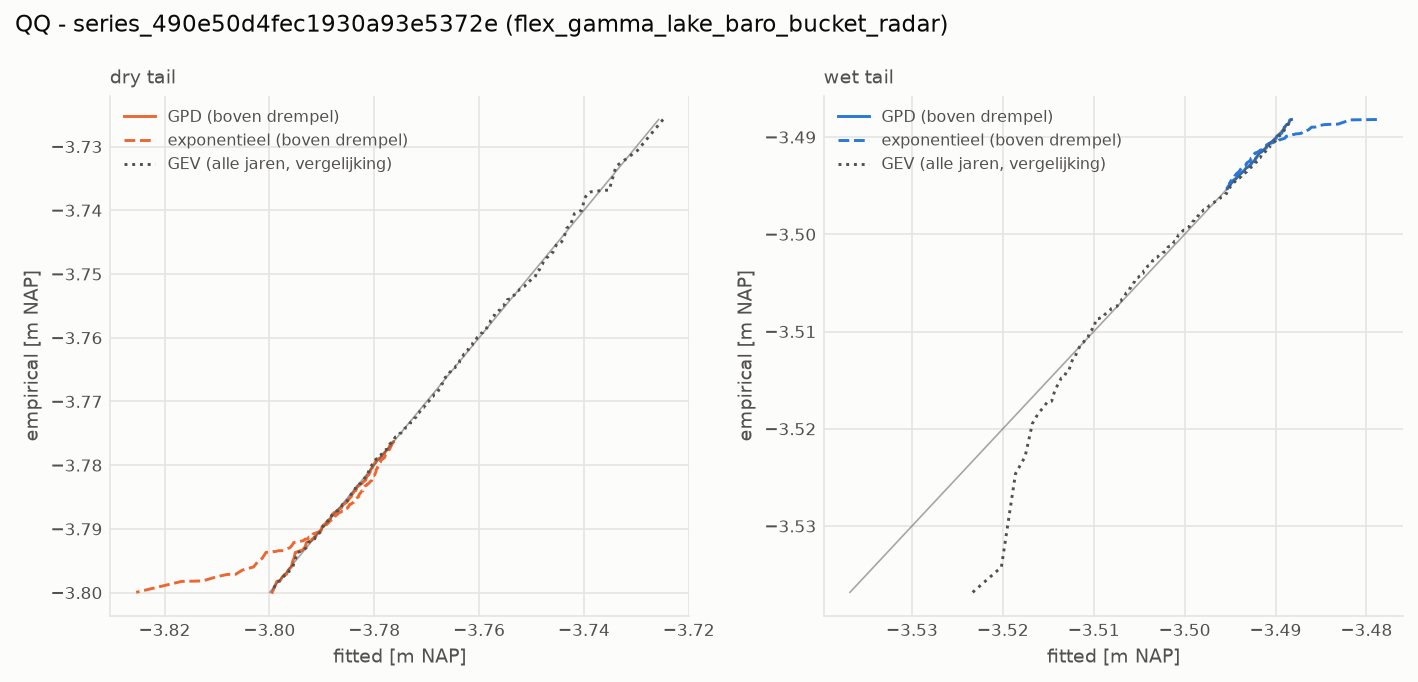 QQ - series_490e50d4fec1930a93e5372e (flex_gamma_lake_baro_bucket_radar)
dry tail
GPD (boven drempel)
exponentieel (boven drempel)
GEV (alle jaren, vergelijking)
−3.73
−3.74
−3.75
−3.76
−3.77
−3.78
−3.79
−3.80
empirical [m NAP]
−3.82
−3.80
−3.78
−3.76
−3.74
−3.72
fitted [m NAP]
wet tail
GPD (boven drempel)
exponentieel (boven drempel)
GEV (alle jaren, vergelijking)
−3.49
−3.50
−3.51
−3.52
−3.53
empirical [m NAP]
−3.53
−3.52
−3.51
−3.50
−3.49
−3.48
fitted [m NAP]